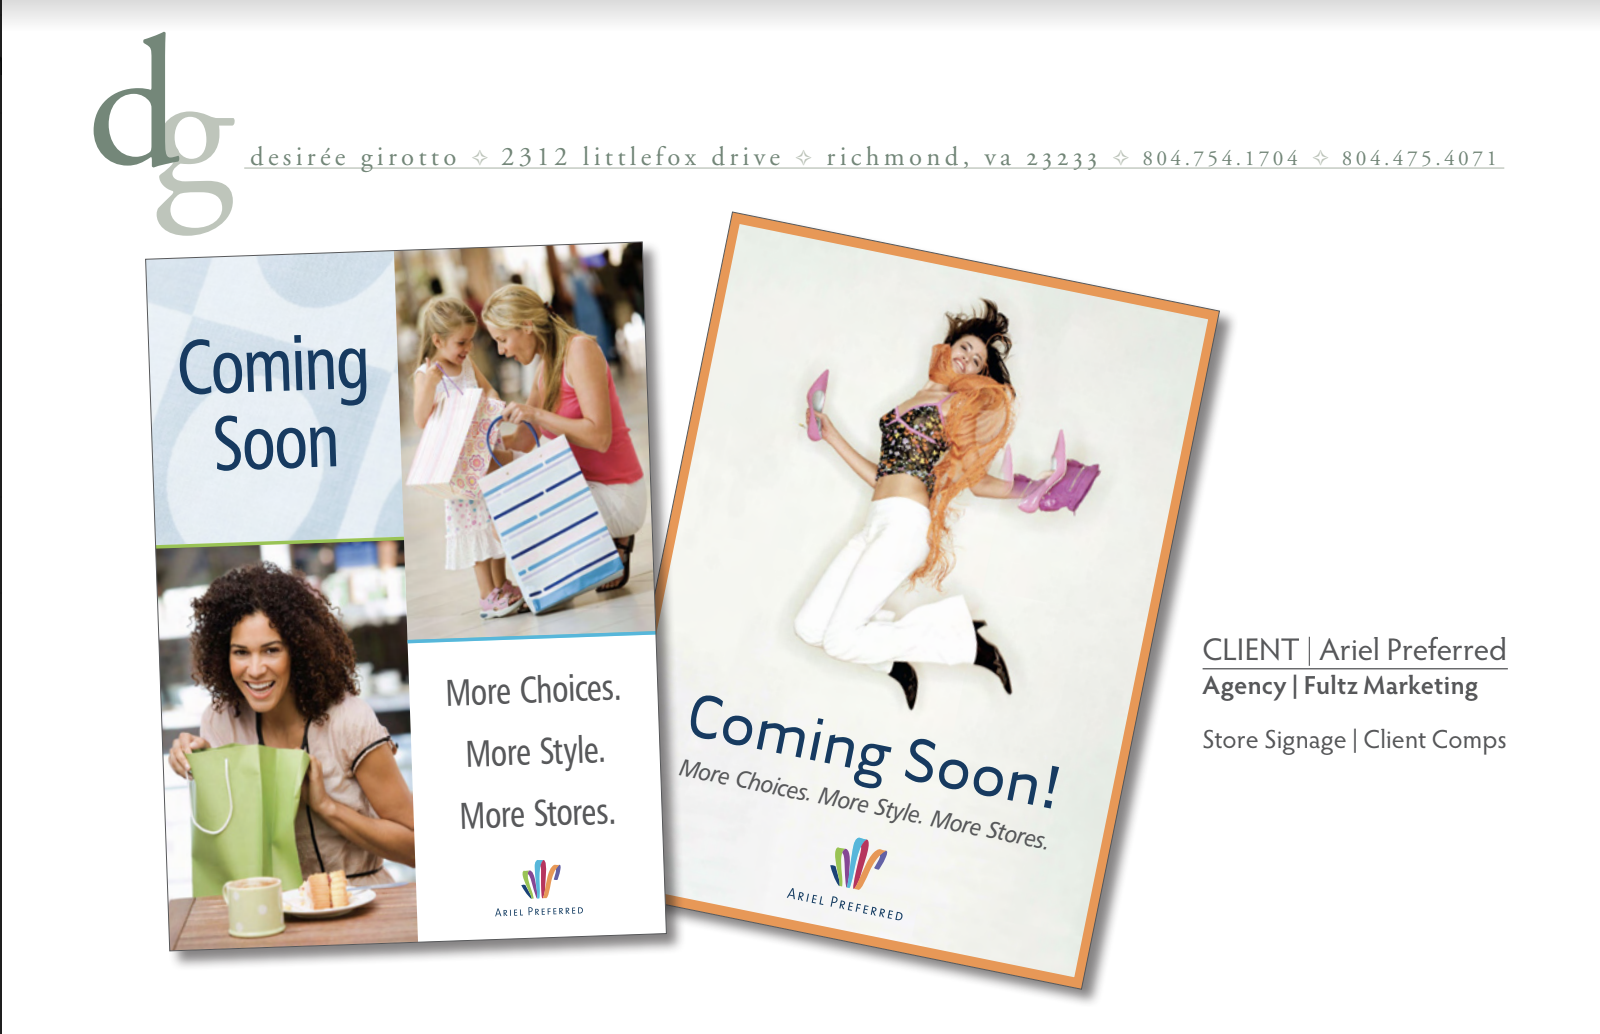 dg
desirée girotto ✧ 2312 littlefox drive ✧ richmond, va 23233 ✧ 804.754.1704 ✧ 804.475.4071
Coming
Soon
More Choices.
More Style.
More Stores.
ARIEL PREFERRED
Coming Soon!
More Choices. More Style. More Stores.
ARIEL PREFERRED
CLIENT | Ariel Preferred
Agency | Fultz Marketing
Store Signage | Client Comps